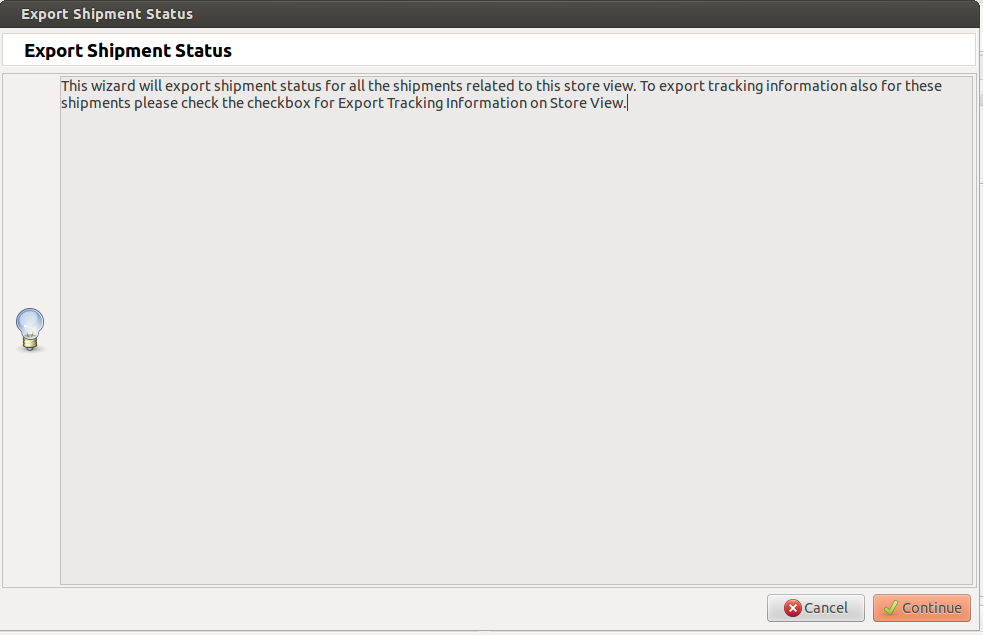 Export Shipment Status
Export Shipment Status
This wizard will export shipment status for all the shipments related to this store view. To export tracking information also for these
shipments please check the checkbox for Export Tracking Information on Store View.
Cancel
Continue